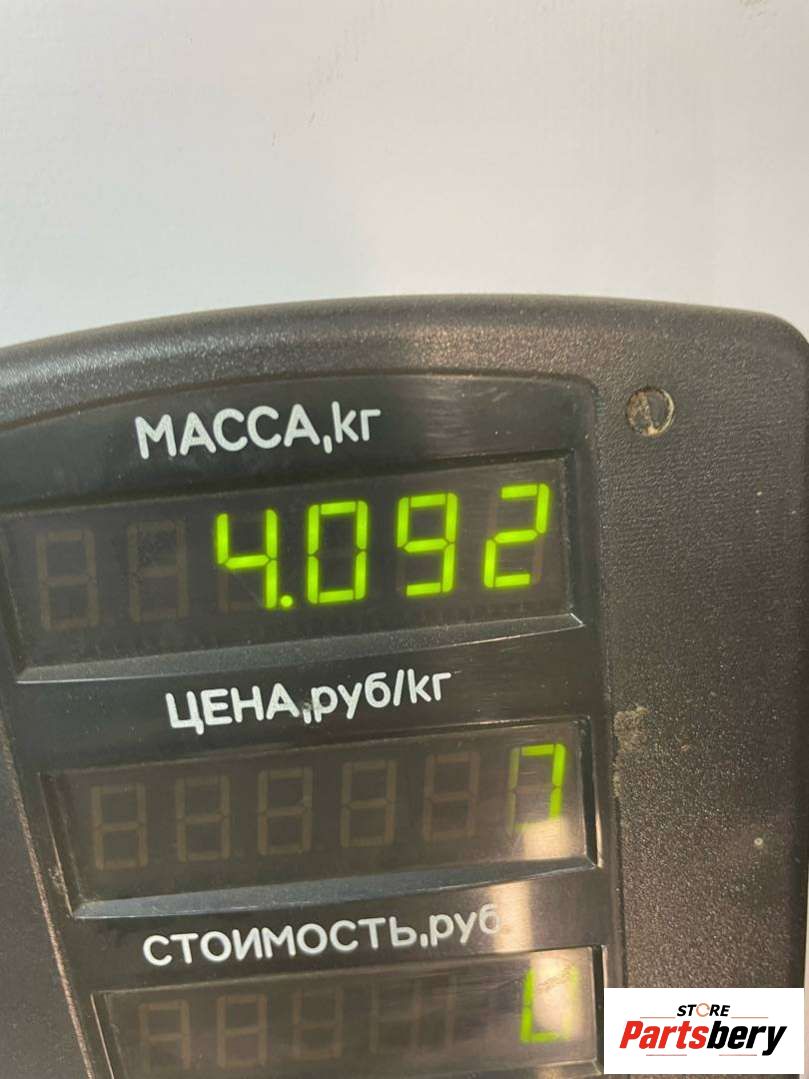 МАССА,кг
4.092
ЦЕНА,руб/кг
7
СТОИМОСТЬ,руб
STORE
Partsbery